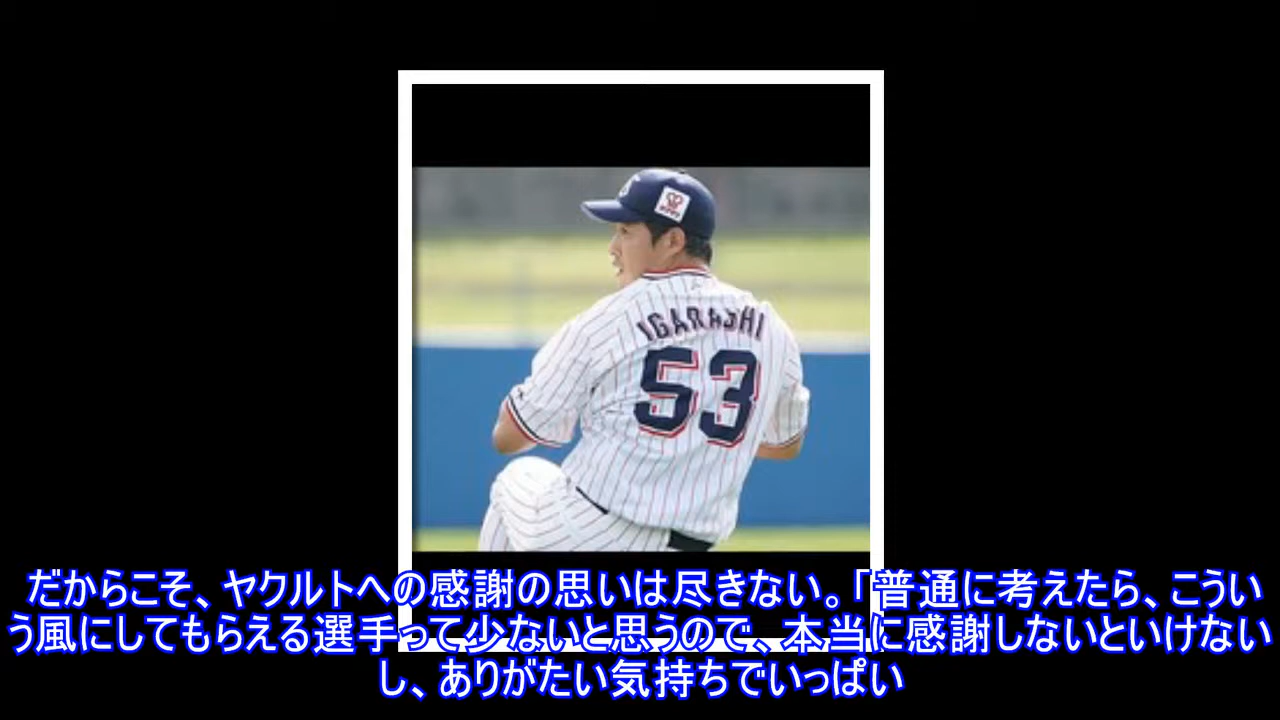 IGARASHI
53
だからこそ、ヤクルトへの感謝の思いは尽きない。「普通に考えたら、こうい
う風にしてもらえる選手って少ないと思うので、本当に感謝しないといけない
し、ありがたい気持ちでいっぱい